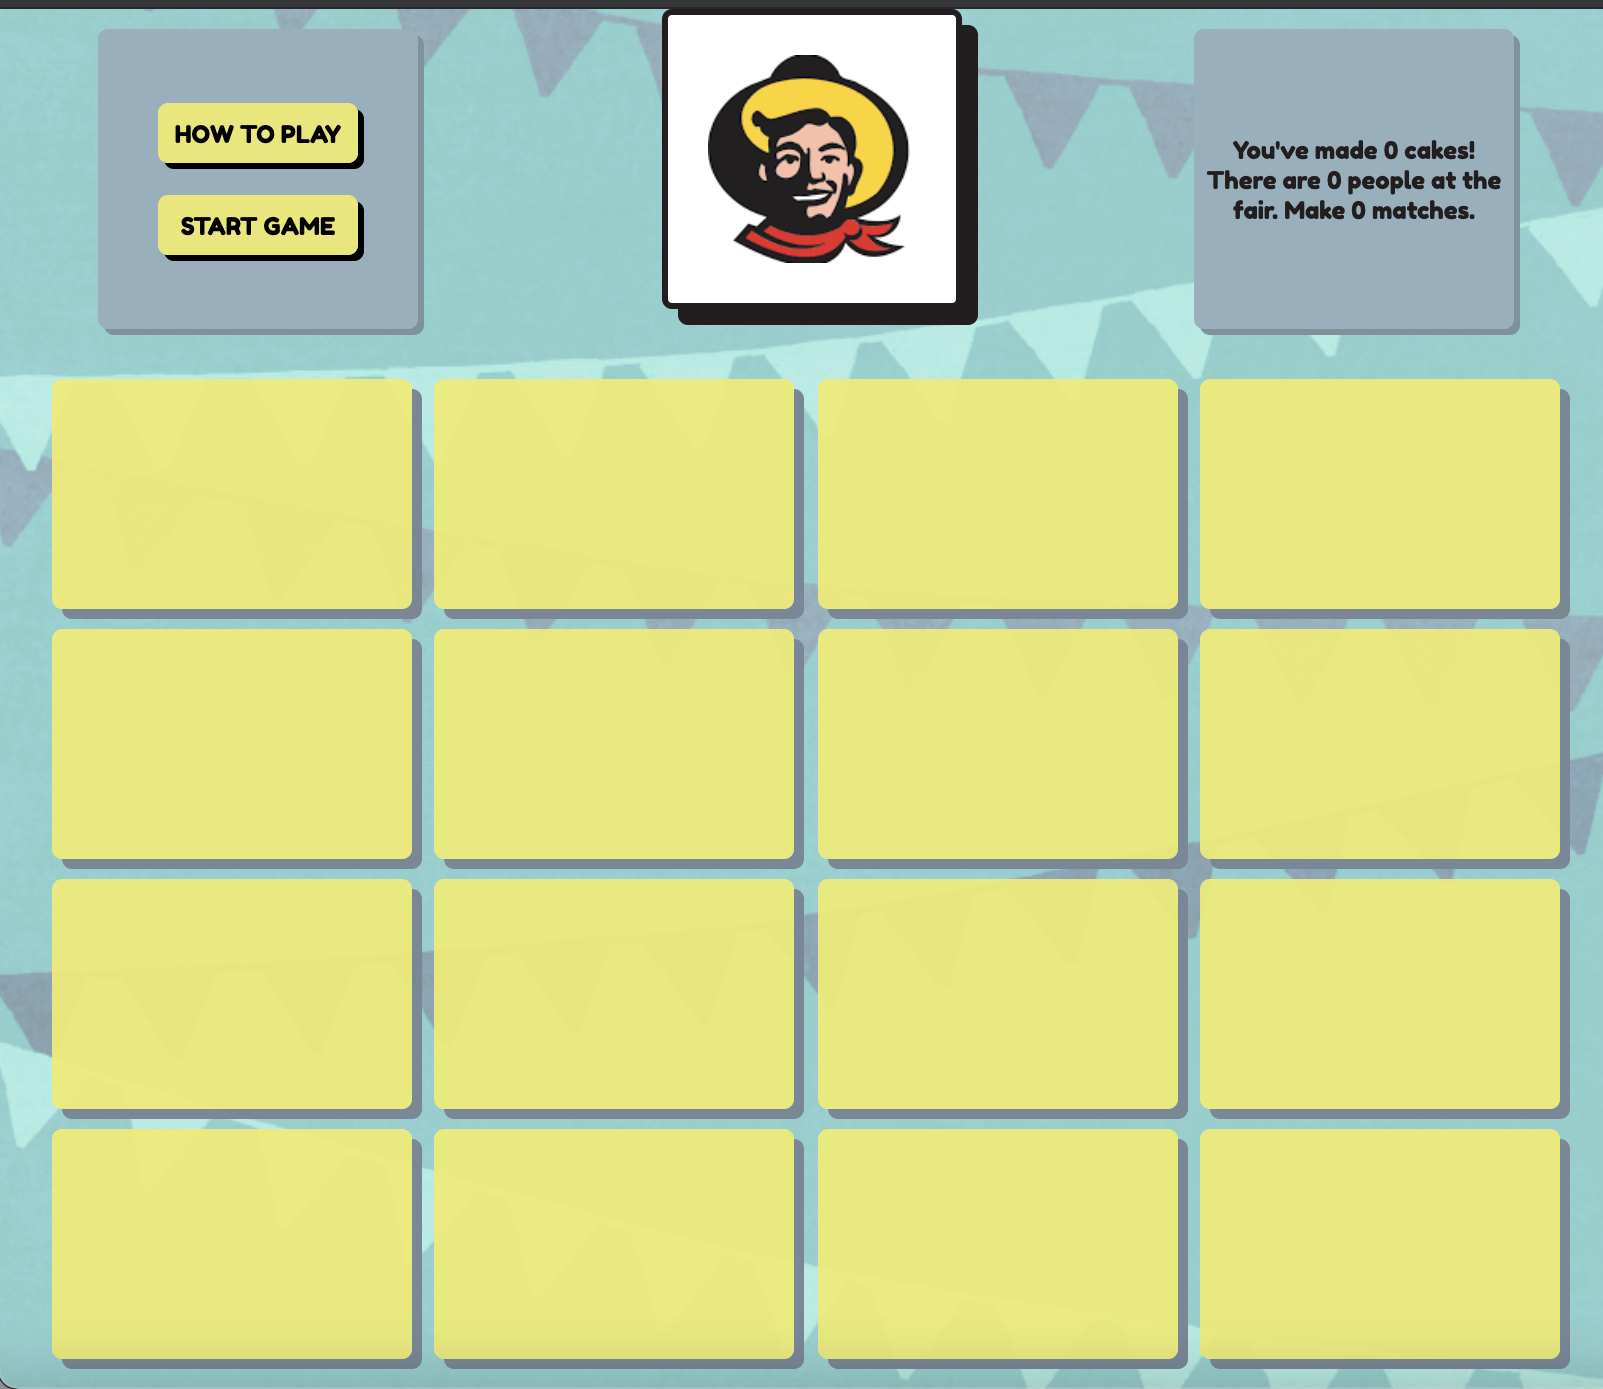 HOW TO PLAY
START GAME
You've made 0 cakes!
There are 0 people at the
fair. Make 0 matches.